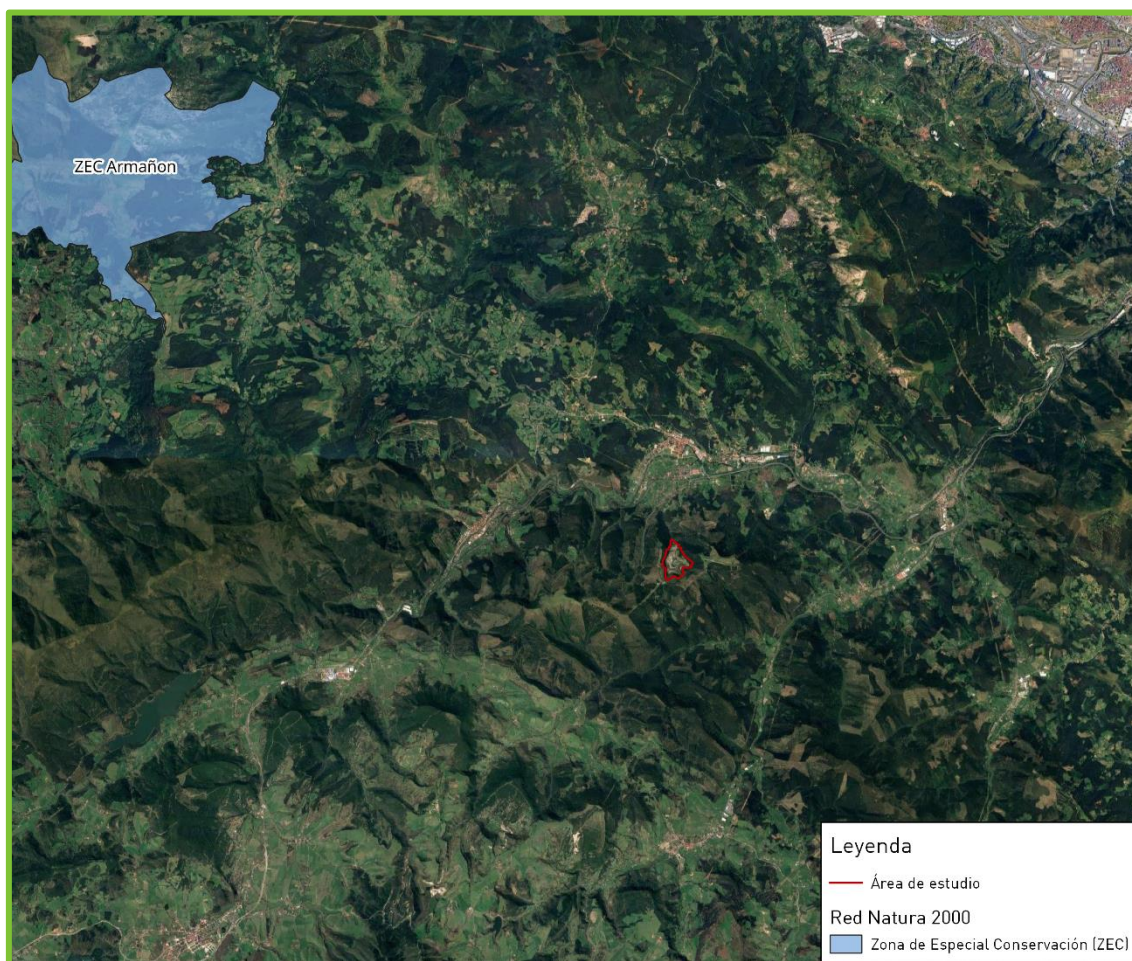 ZEC Armañon
Leyenda
Área de estudio
Red Natura 2000
Zona de Especial Conservación (ZEC)